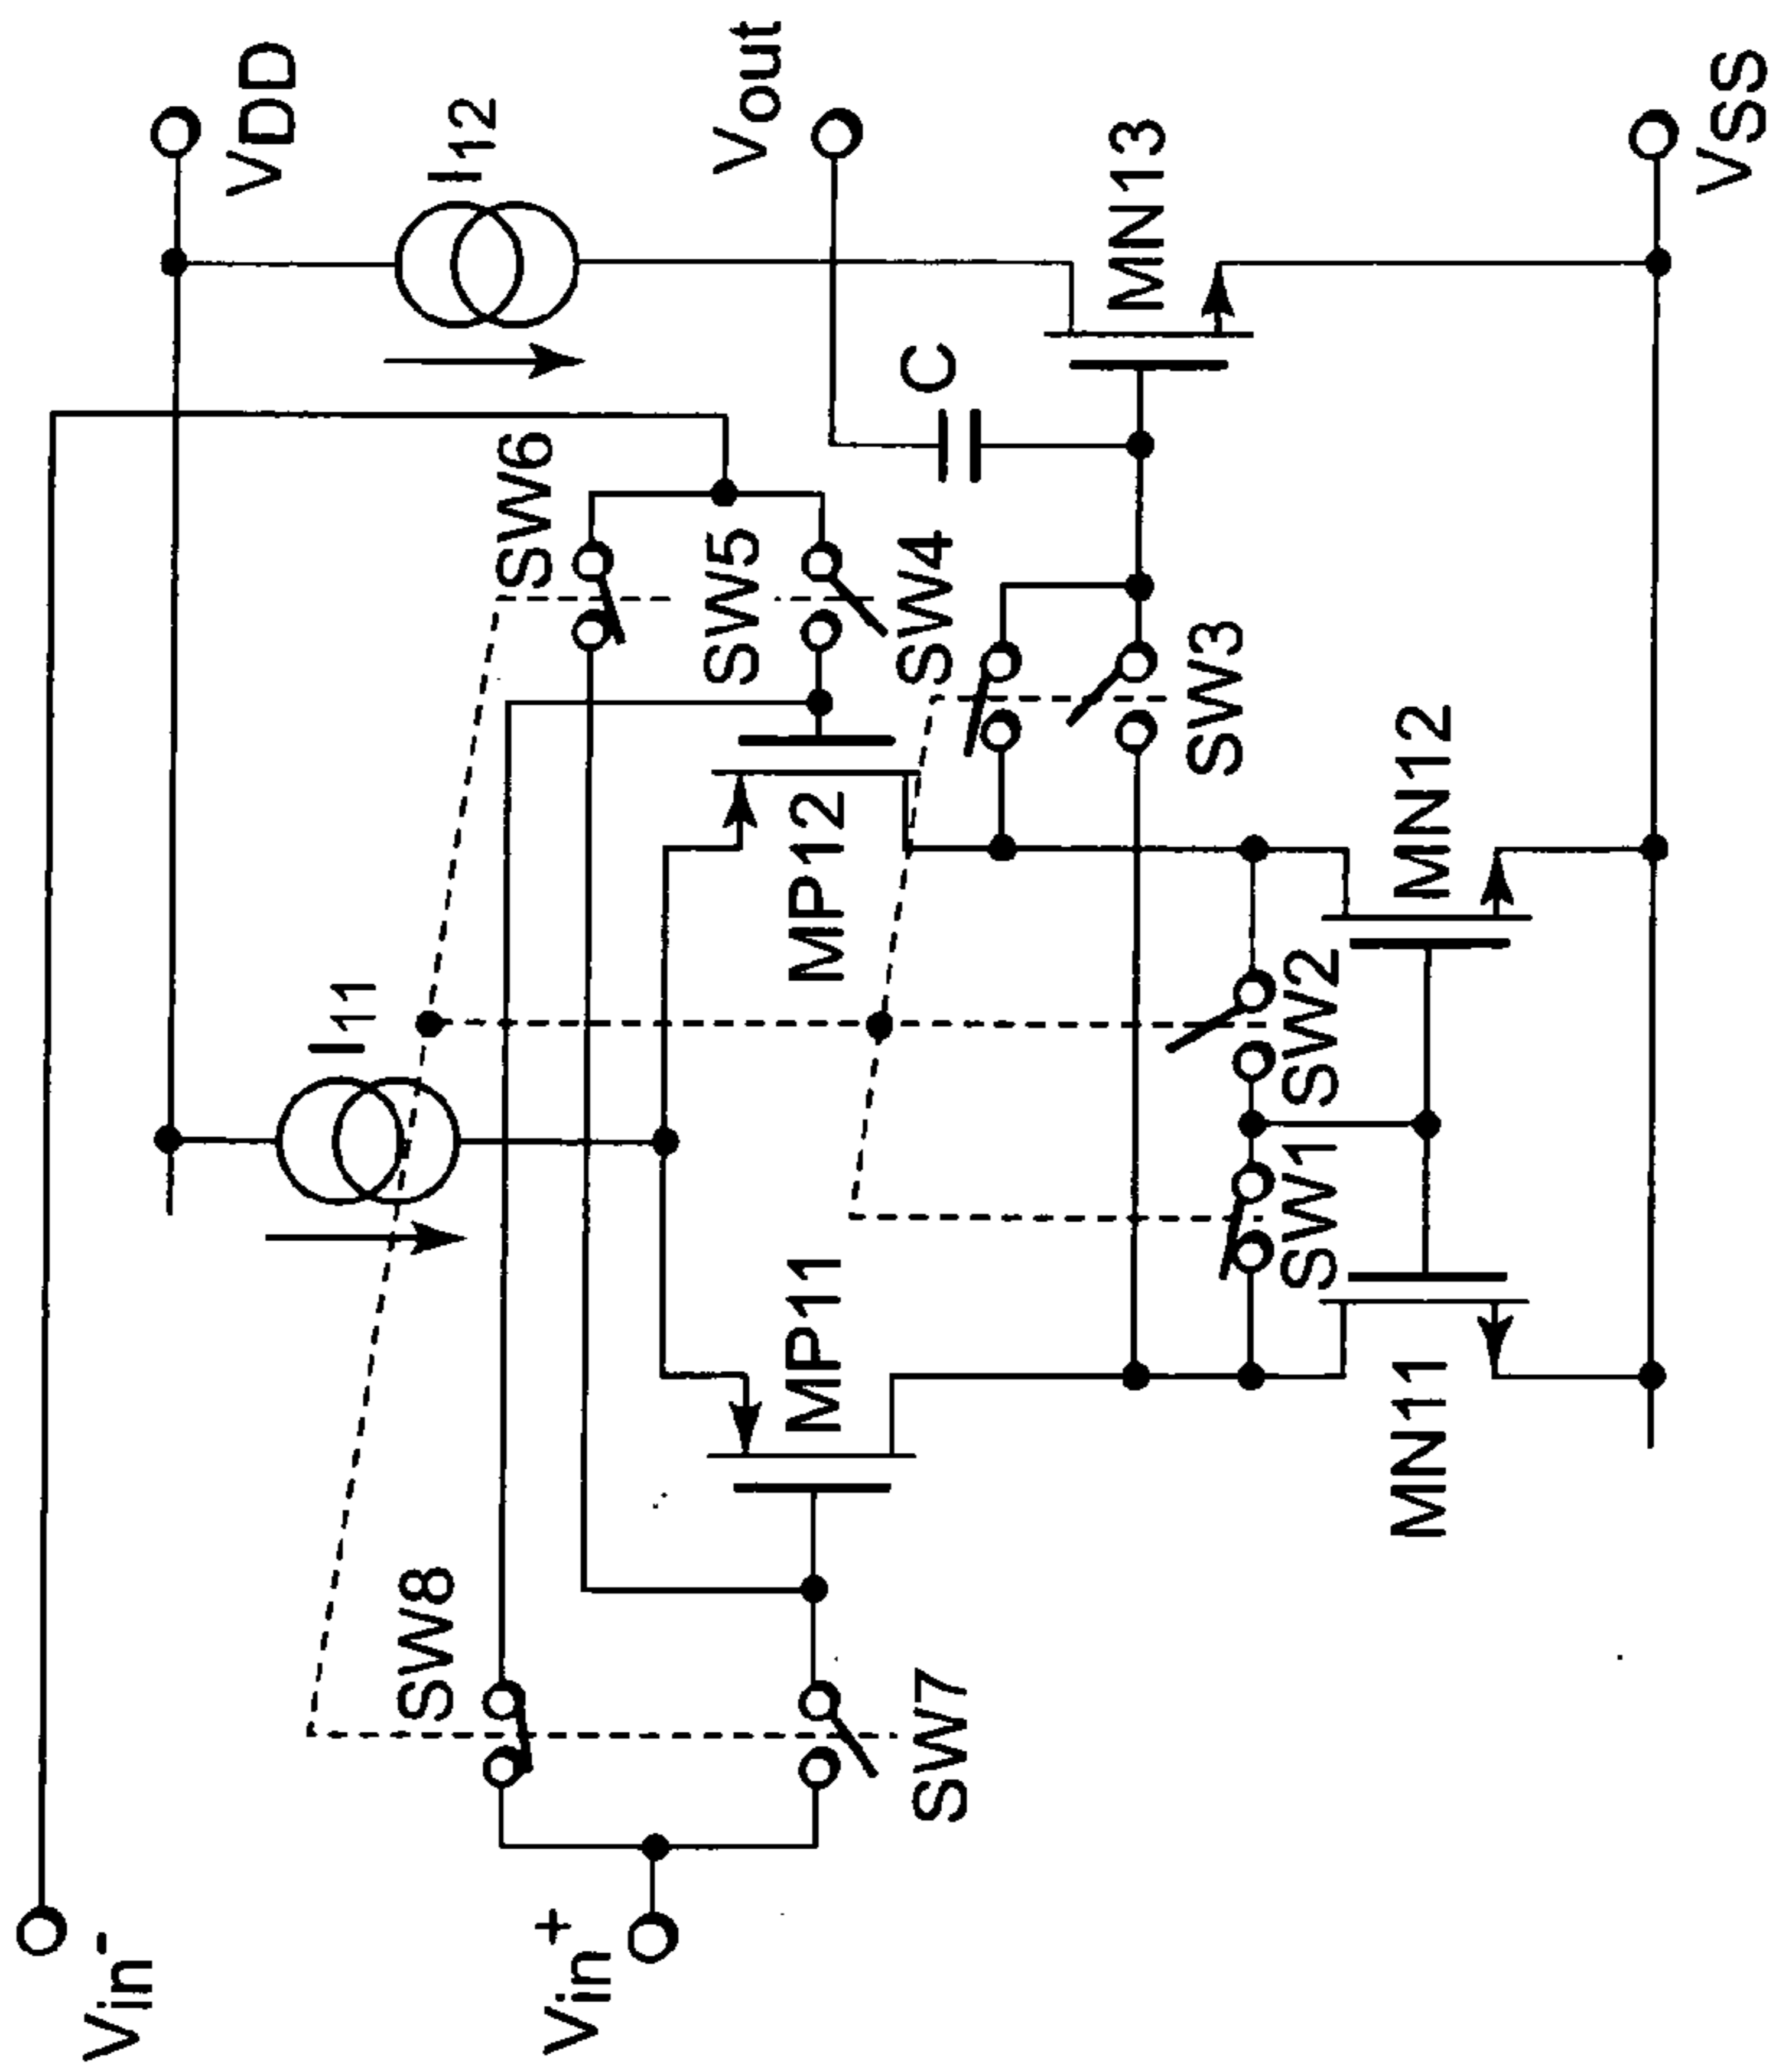 Vin-
VDD
I11
I12
SW8
SW6
Vin+
MP11
MP12
SW5
Vout
SW7
SW4
C
SW3
MN13
SW1
SW2
MN11
MN12
VSS